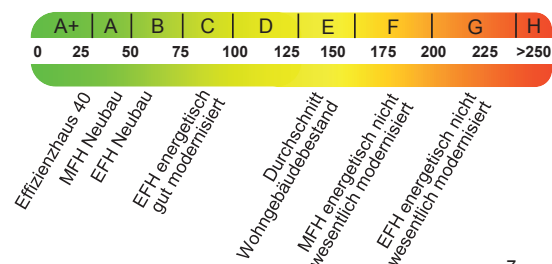 A+ A B C D E F G H
0 25 50 75 100 125 150 175 200 225 >250
Effizienzhaus 40
MFH Neubau
EFH Neubau
EFH energetisch
gut modernisiert
Durchschnitt
Wohngebäudebestand
MFH energetisch nicht
wesentlich modernisiert
EFH energetisch nicht
wesentlich modernisiert
7